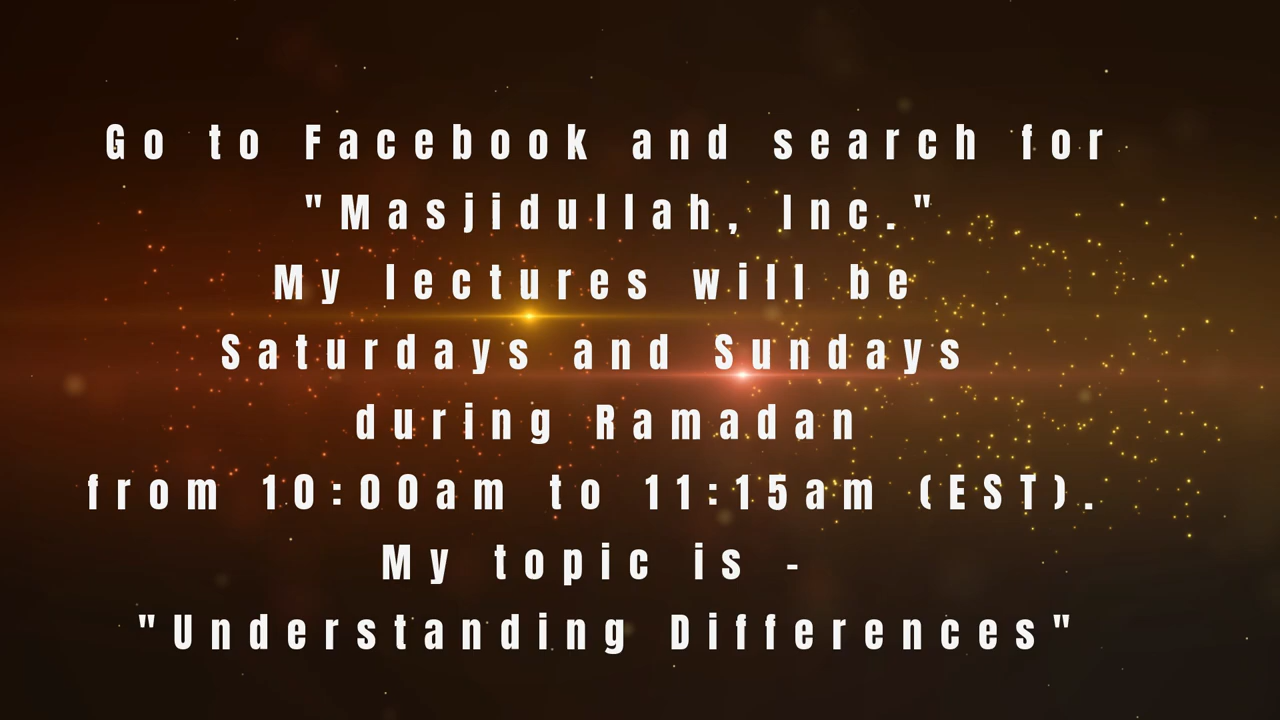 Go to Facebook and search for
"Masjidullah, Inc."
My lectures will be
Saturdays and Sundays
during Ramadan
from 10:00am to 11:15am (EST).
My topic is -
"Understanding Differences"